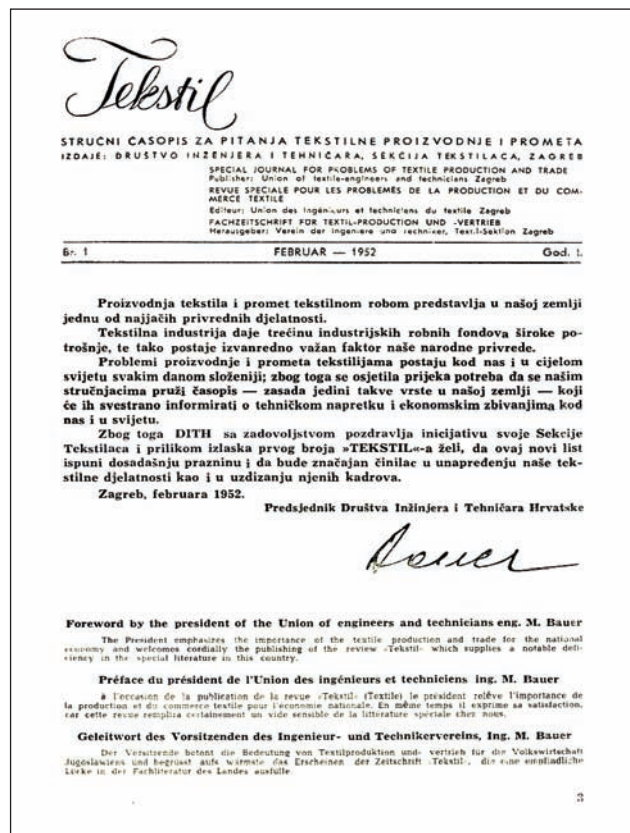 Tekstil
STRUČNI ČASOPIS ZA PITANJA TEKSTILNE PROIZVODNJE I PROMETA
IZDAJE: DRUŠTVO INŽENJERA I TEHNIČARA, SEKCIJA TEKSTILACA, ZAGREB
SPECIAL JOURNAL FOR PROBLEMS OF TEXTILE PRODUCTION AND TRADE
Publisher: Union of textile-engineers and technicians Zagreb
REVUE SPECIALE POUR LES PROBLEMÈS DE LA PRODUCTION ET DU COM-
MERCE TEXTILE
Editeur: Union des ingénieurs et techniciens du textile Zagreb
FACHZEITSCHRIFT FÜR TEXTIL-PRODUCTION UND -VERTRIEB
Herausgeber: Verein der Ingeniere und Techniker, Text.l-Sektion Zagreb
Br. 1 FEBRUAR — 1952 God. I.
Proizvodnja tekstila i promet tekstilnom robom predstavlja u našoj zemlji
jednu od najjačih privrednih djelatnosti.
Tekstilna industrija daje trećinu industrijskih robnih fondova široke po-
trošnje, te tako postaje izvanredno važan faktor naše narodne privrede.
Problemi proizvodnje i prometa tekstilijama postaju kod nas i u cijelom
svijetu svakim danom složeniji; zbog toga se osjetila prijeka potreba da se našim
stručnjacima pruži časopis — zasada jedini takve vrste u našoj zemlji — koji
će ih svestrano informirati o tehničkom napretku i ekonomskim zbivanjima kod
nas i u svijetu.
Zbog toga DITH sa zadovoljstvom pozdravlja inicijativu svoje Sekcije
Tekstilaca i prilikom izlaska prvog broja »TEKSTIL«-a želi, da ovaj novi list
ispuni dosadašnju prazninu i da bude značajan činilac u unapređenju naše tek-
stilne djelatnosti kao i u uzdizanju njenih kadrova.
Zagreb, februara 1952.
Predsjednik Društva Inžinjera i Tehničara Hrvatske
Bauer
Foreword by the president of the Union of engineers and technicians eng. M. Bauer
The President emphasizes the importance of the textile production and trade for the national
economy and welcomes cordially the publishing of the review »Tekstil« which supplies a notable defi-
ciency in the special literature in this country.
Préface du président de l'Union des ingénieurs et techniciens ing. M. Bauer
à l'occasion de la publication de la revue »Tekstil« (Textile) le président relêve l'importance de
la production et du commerce textile pour l'économie nationale. En même temps il exprime sa satisfaction,
car cette revue remplira certainement un vide sensible de la litterature spéciale chez nous.
Geleitwort des Vorsitzenden des Ingenieur- und Technikervereins, Ing. M. Bauer
Der Vorsitzende betont die Bedeutung von Textilproduktion und- vertrieb für die Volkswirtschaft
Jugoslawiens und begrüsst aufs wärmste das Erscheinen der Zeitschrift »Tekstil«, die eine empfindliche
Lücke in der Fachliteratur des Landes ausfülle.
3